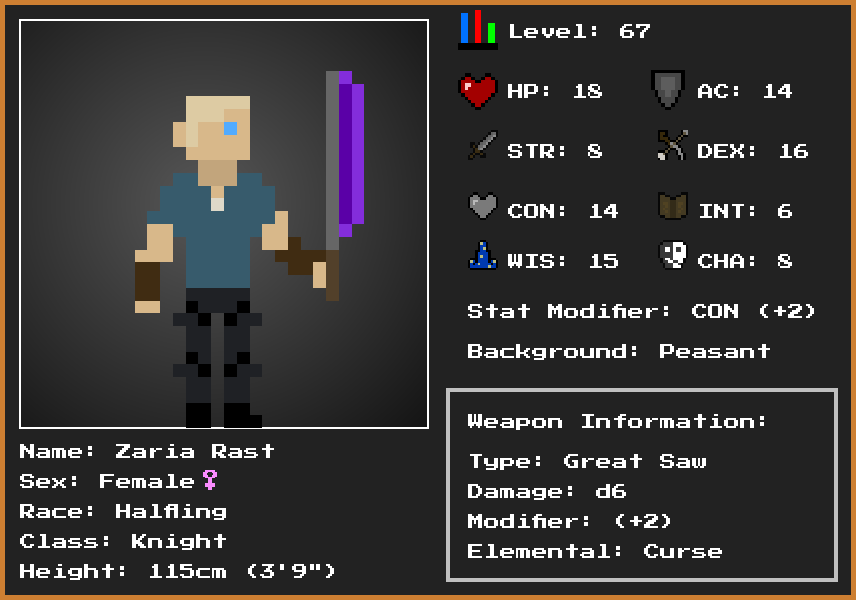 Level: 67
HP: 18
AC: 14
STR: 8
DEX: 16
CON: 14
INT: 6
WIS: 15
CHA: 8
Stat Modifier: CON (+2)
Background: Peasant
Weapon Information:
Type: Great Saw
Damage: d6
Modifier: (+2)
Elemental: Curse
Name: Zaria Rast
Sex: Female♀
Race: Halfling
Class: Knight
Height: 115cm (3'9")